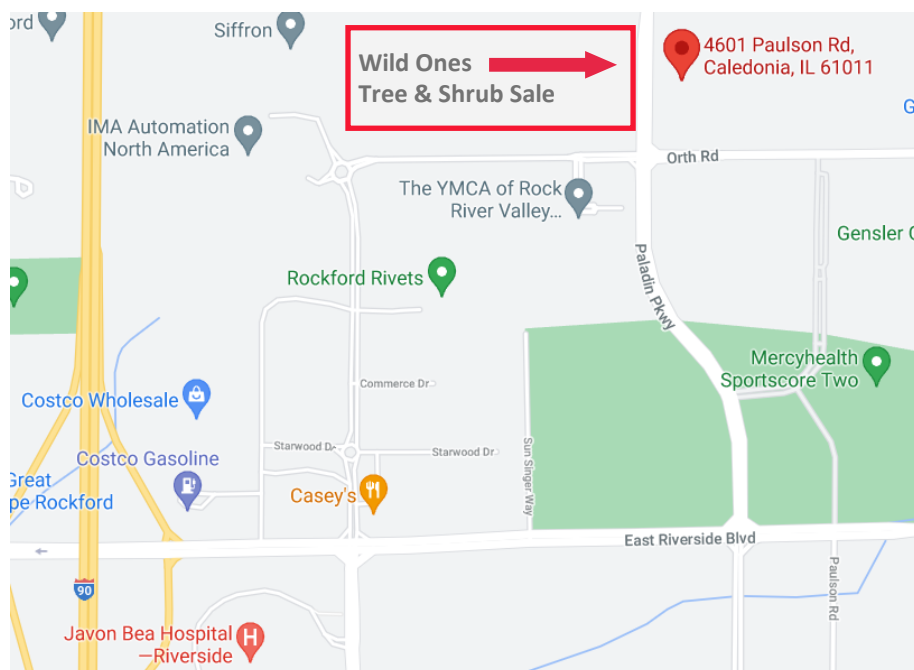 ord
Siffron
Wild Ones
Tree & Shrub Sale
4601 Paulson Rd,
Caledonia, IL 61011
G
IMA Automation
North America
Orth Rd
The YMCA of Rock
River Valley...
Gensler G
Rockford Rivets
Paladin Pkwy
Mercyhealth
Sportscore Two
Commerce Dr
Costco Wholesale
Starwood Dr
Starwood Dr
Sun Singer Way
Costco Gasoline
Great
pe Rockford
Casey's
East Riverside Blvd
Paulson Rd
90
Javon Bea Hospital
—Riverside
H